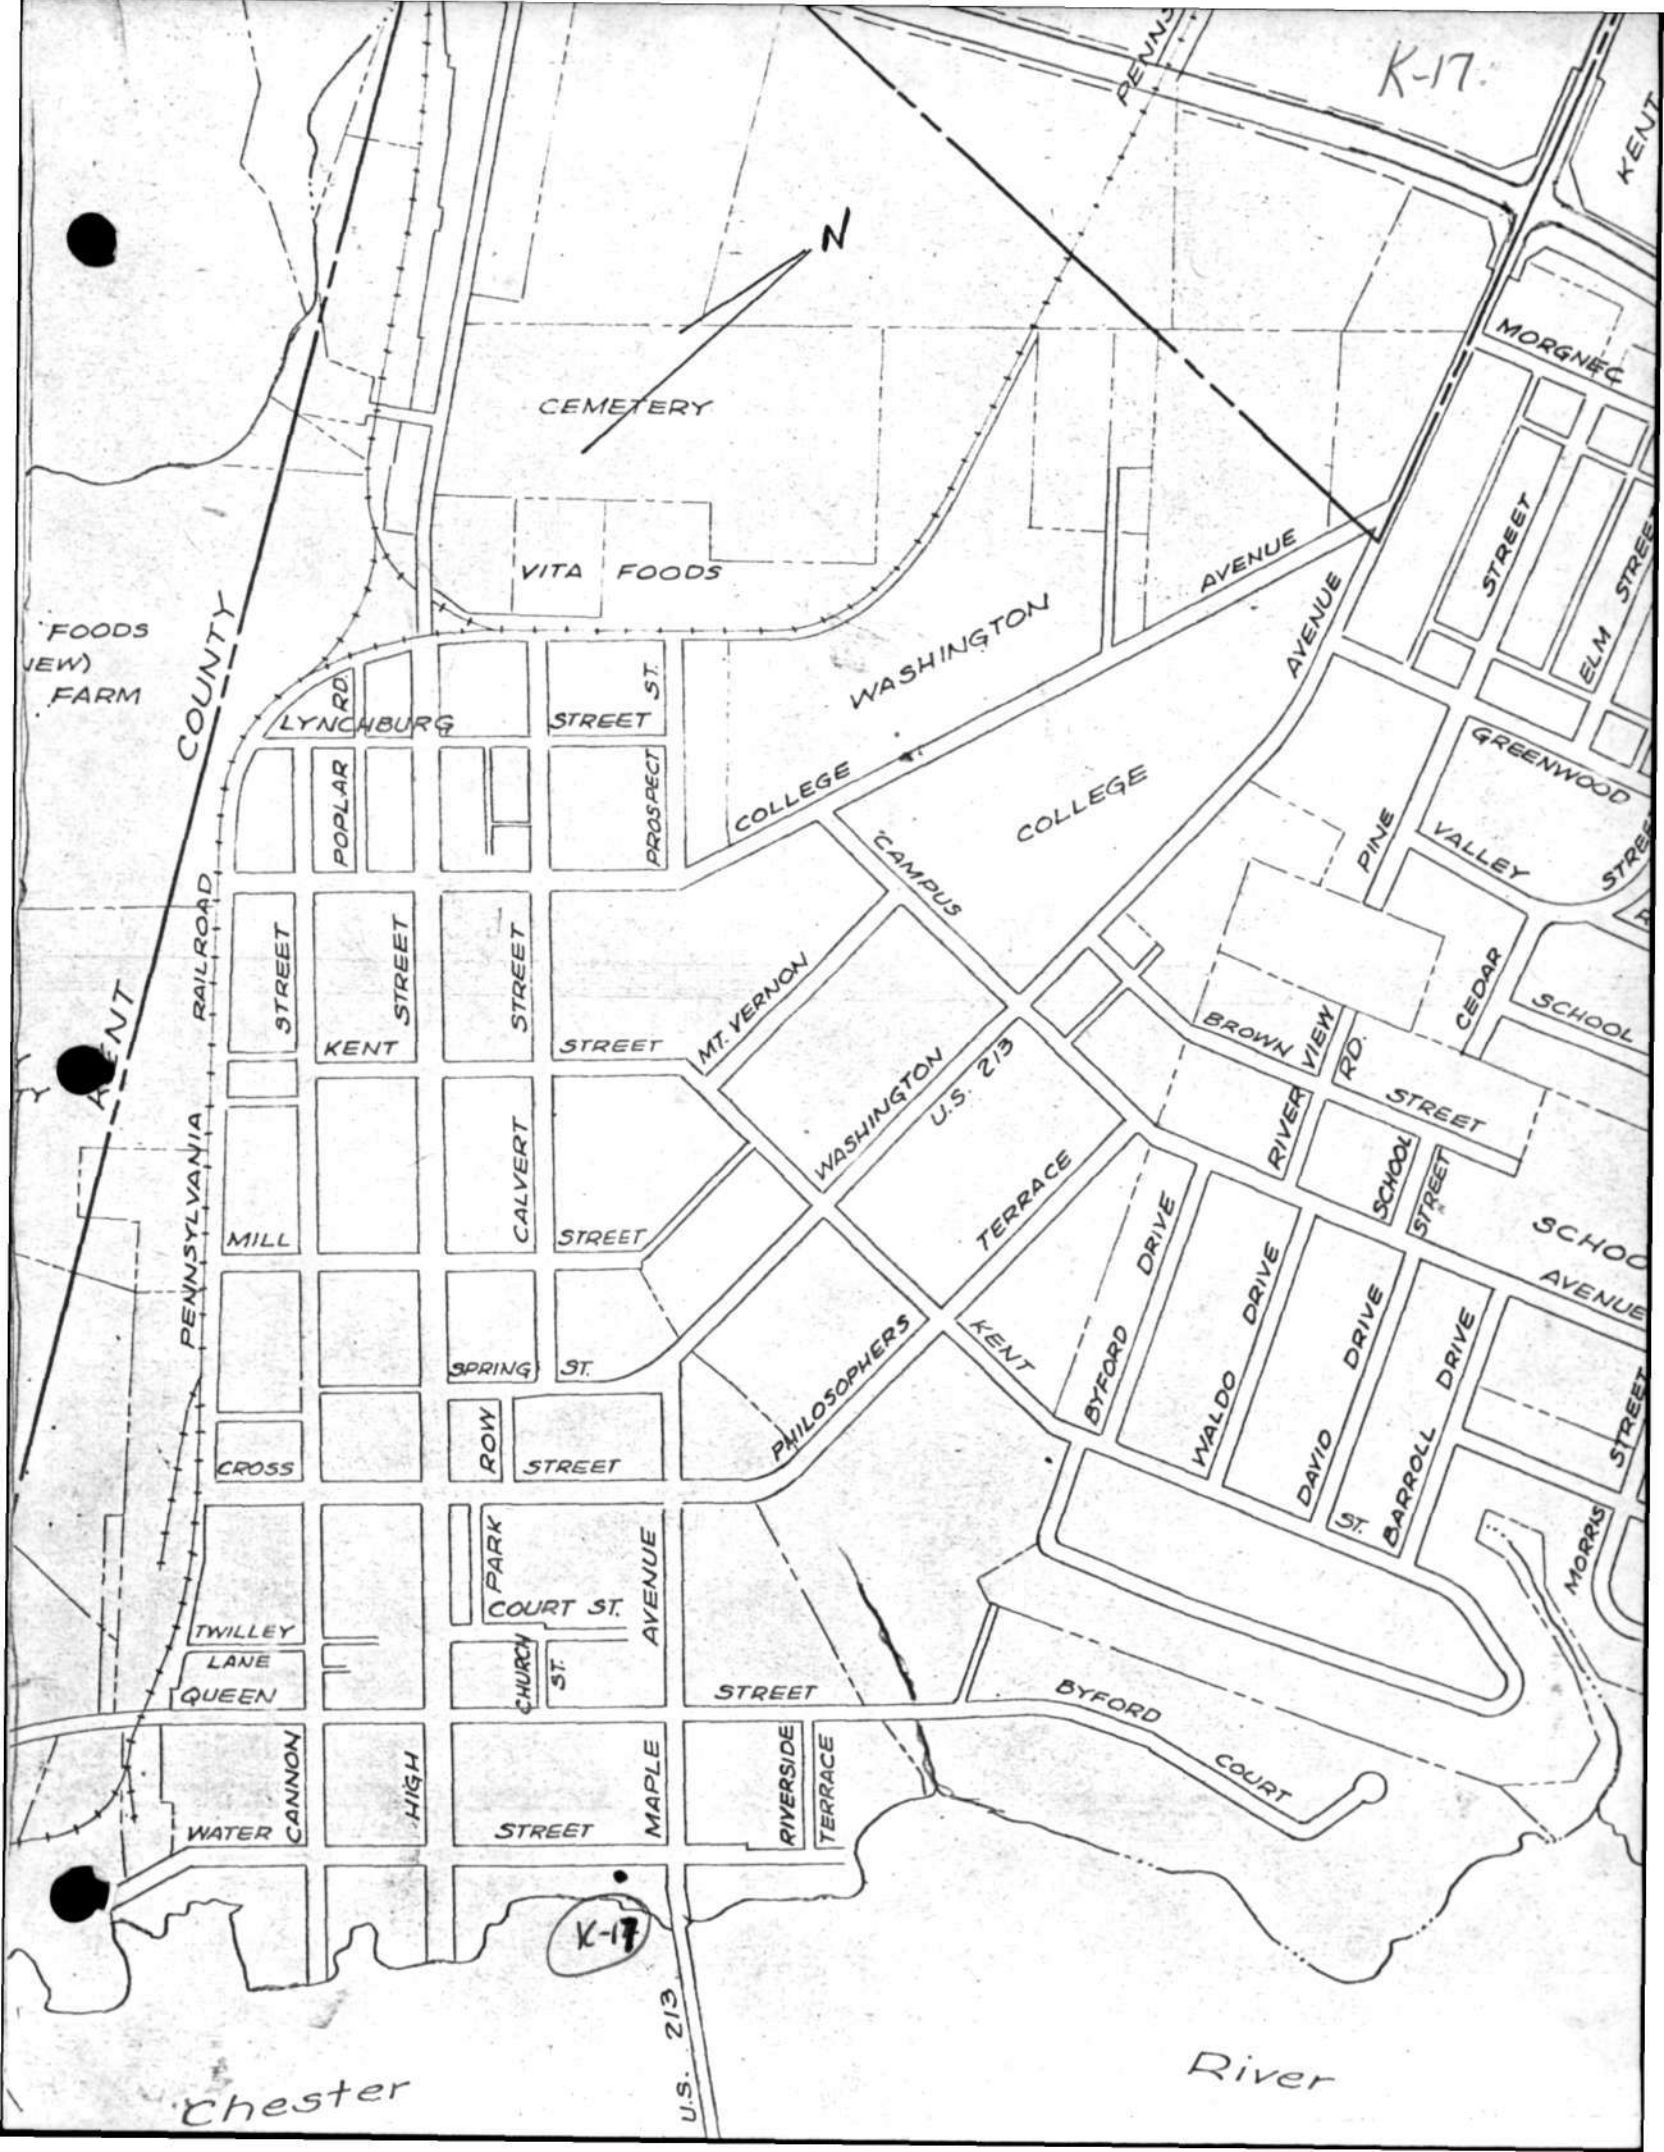 PENNS
K-17
KENT
N
MORGNEC
CEMETERY
STREET
STREET
ELM
AVENUE
AVENUE
VITA FOODS
WASHINGTON
FOODS
FARM
COUNTY
RD.
ST.
LYNCHBURG
STREET
GREENWOOD
POPLAR
PROSPECT
COLLEGE
COLLEGE
CAMPUS
PINE
VALLEY
STREE
RAILROAD
STREET
STREET
STREET
MT. VERNON
CEDAR
SCHOOL
KENT
KENT
STREET
WASHINGTON
U.S. 213
BROWN
VIEW
RD.
RIVER
STREET
SCHOOL
STREET
PENNSYLVANIA
CALVERT
MILL
STREET
TERRACE
DRIVE
DRIVE
DRIVE
DRIVE
SCHOO
AVENUE
SPRING
ST.
PHILOSOPHERS
KENT
BYFORD
WALDO
DAVID
ST.
BARROLL
STREET
CROSS
ROW
STREET
PARK
COURT ST.
AVENUE
MORRIS
TWILLEY
LANE
QUEEN
CHURCH
ST.
STREET
BYFORD
COURT
CANNON
HIGH
MAPLE
RIVERSIDE
TERRACE
WATER
STREET
K-17
U.S. 213
Chester
River